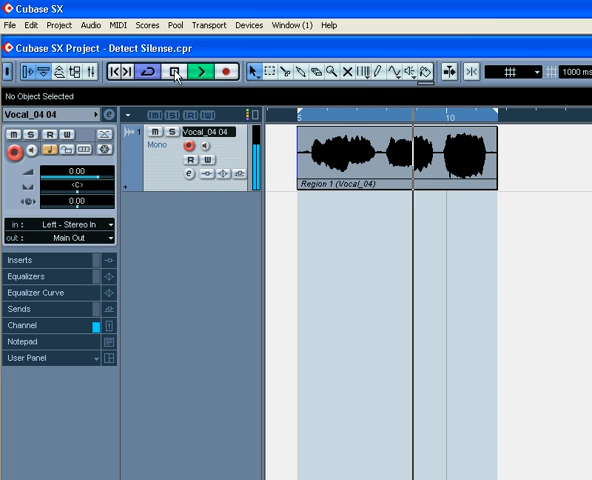 Cubase SX
File Edit Project Audio MIDI Scores Pool Transport Devices Window (1) Help
Cubase SX Project - Detect Silense.cpr
1000 ms
No Object Selected
Vocal_04 04
e
M S R W
5 10
M S R W
1 M S Vocal_04 04
Mono
R W
e
0.00
<C>
0.00
Region 1 (Vocal_04)
in : Left - Stereo In
out : Main Out
Inserts
Equalizers
Equalizer Curve
Sends
Channel
Notepad
User Panel